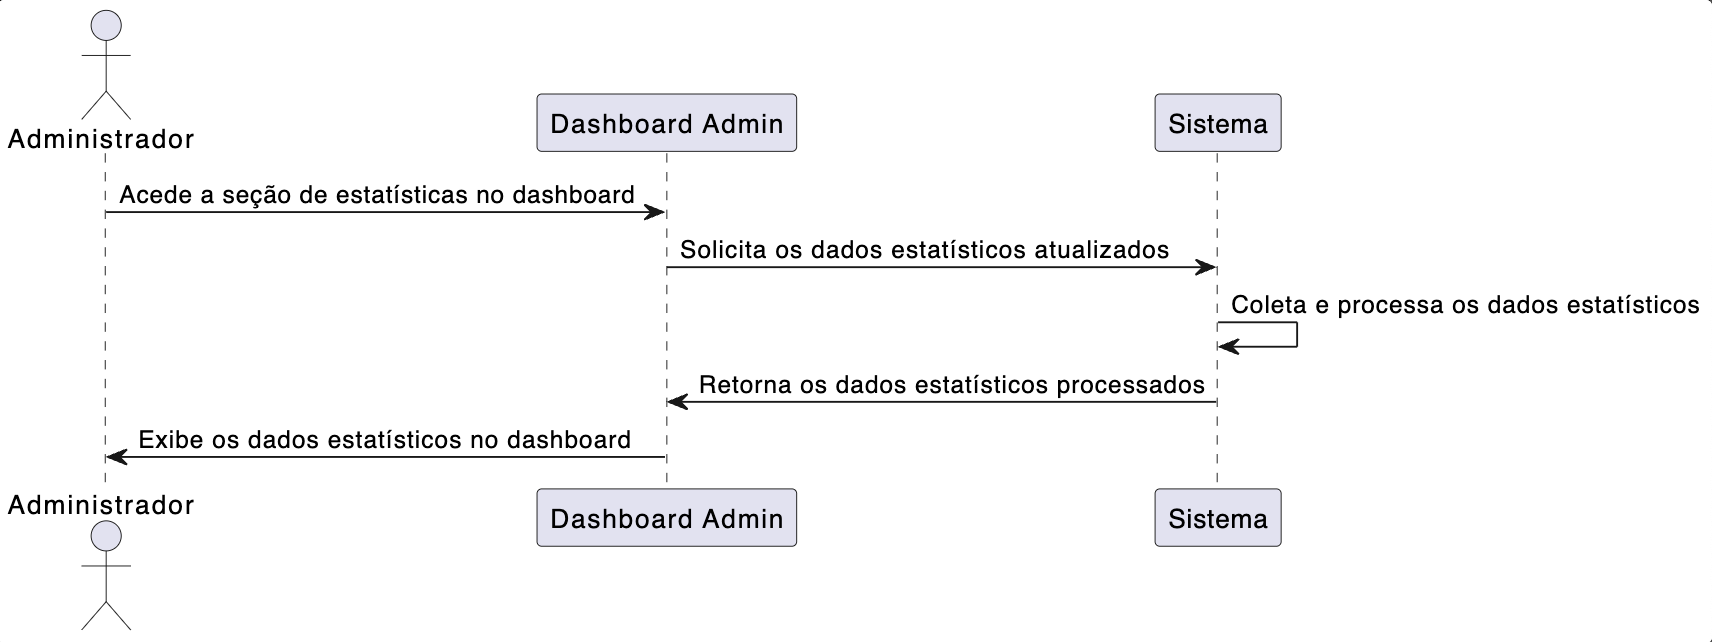 Administrador
Dashboard Admin
Sistema
Acede a seção de estatísticas no dashboard
Solicita os dados estatísticos atualizados
Coleta e processa os dados estatísticos
Retorna os dados estatísticos processados
Exibe os dados estatísticos no dashboard
Administrador
Dashboard Admin
Sistema